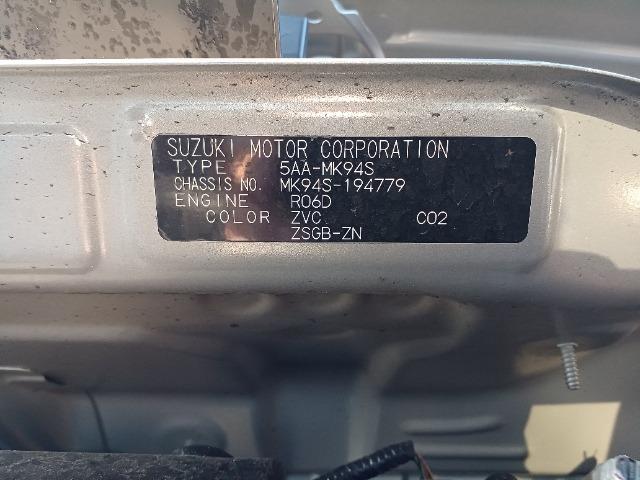 SUZUKI MOTOR CORPORATION
TYPE 5AA-MK94S
CHASSIS NO. MK94S-194779
ENGINE R06D
COLOR ZVC C02
ZSGB-ZN